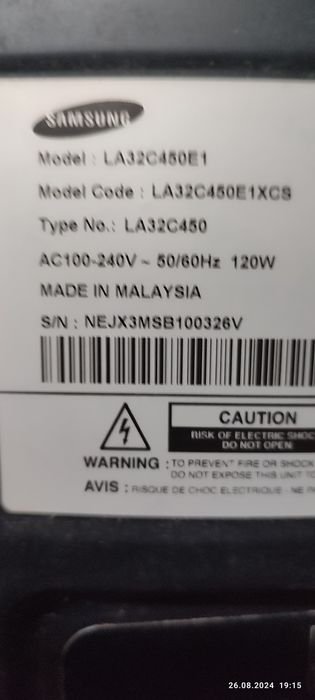 SAMSUNG
Model : LA32C450E1
Model Code : LA32C450E1XCS
Type No.: LA32C450
AC100-240V ~ 50/60Hz 120W
MADE IN MALAYSIA
S/N : NEJX3MSB100326V
CAUTION
RISK OF ELECTRIC SHOC
DO NOT OPEN
WARNING : TO PREVENT FIRE OR SHOCK
DO NOT EXPOSE THIS UNIT TO
AVIS : RISQUE DE CHOC ELECTRIQUE - NE
26.08.2024 19:15